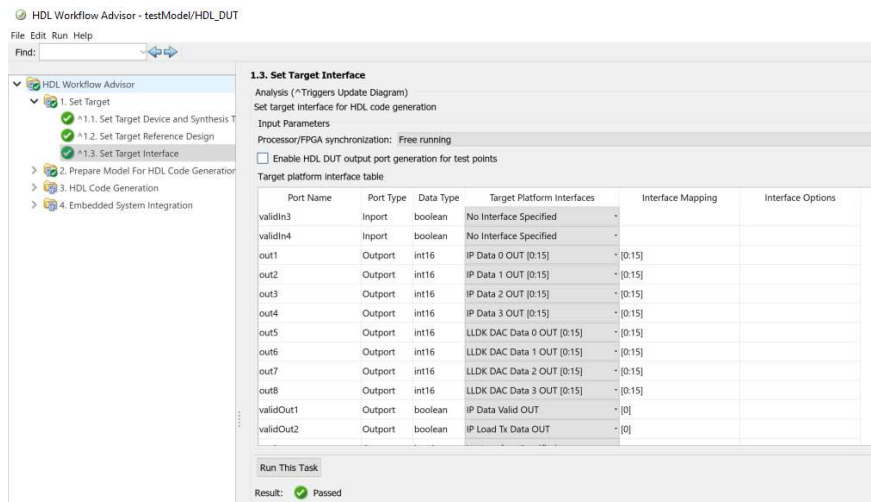 HDL Workflow Advisor - testModel/HDL_DUT
File Edit Run Help
Find:
HDL Workflow Advisor
1. Set Target
^1.1. Set Target Device and Synthesis T
^1.2. Set Target Reference Design
^1.3. Set Target Interface
2. Prepare Model For HDL Code Generation
3. HDL Code Generation
4. Embedded System Integration
1.3. Set Target Interface
Analysis (^Triggers Update Diagram)
Set target interface for HDL code generation
Input Parameters
Processor/FPGA synchronization: Free running
Enable HDL DUT output port generation for test points
Target platform interface table
Port Name Port Type Data Type Target Platform Interfaces Interface Mapping Interface Options
validIn3 Inport boolean No Interface Specified
validIn4 Inport boolean No Interface Specified
out1 Outport int16 IP Data 0 OUT [0:15] [0:15]
out2 Outport int16 IP Data 1 OUT [0:15] [0:15]
out3 Outport int16 IP Data 2 OUT [0:15] [0:15]
out4 Outport int16 IP Data 3 OUT [0:15] [0:15]
out5 Outport int16 LLDK DAC Data 0 OUT [0:15] [0:15]
out6 Outport int16 LLDK DAC Data 1 OUT [0:15] [0:15]
out7 Outport int16 LLDK DAC Data 2 OUT [0:15] [0:15]
out8 Outport int16 LLDK DAC Data 3 OUT [0:15] [0:15]
validOut1 Outport boolean IP Data Valid OUT [0]
validOut2 Outport boolean IP Load Tx Data OUT [0]
Run This Task
Result: Passed